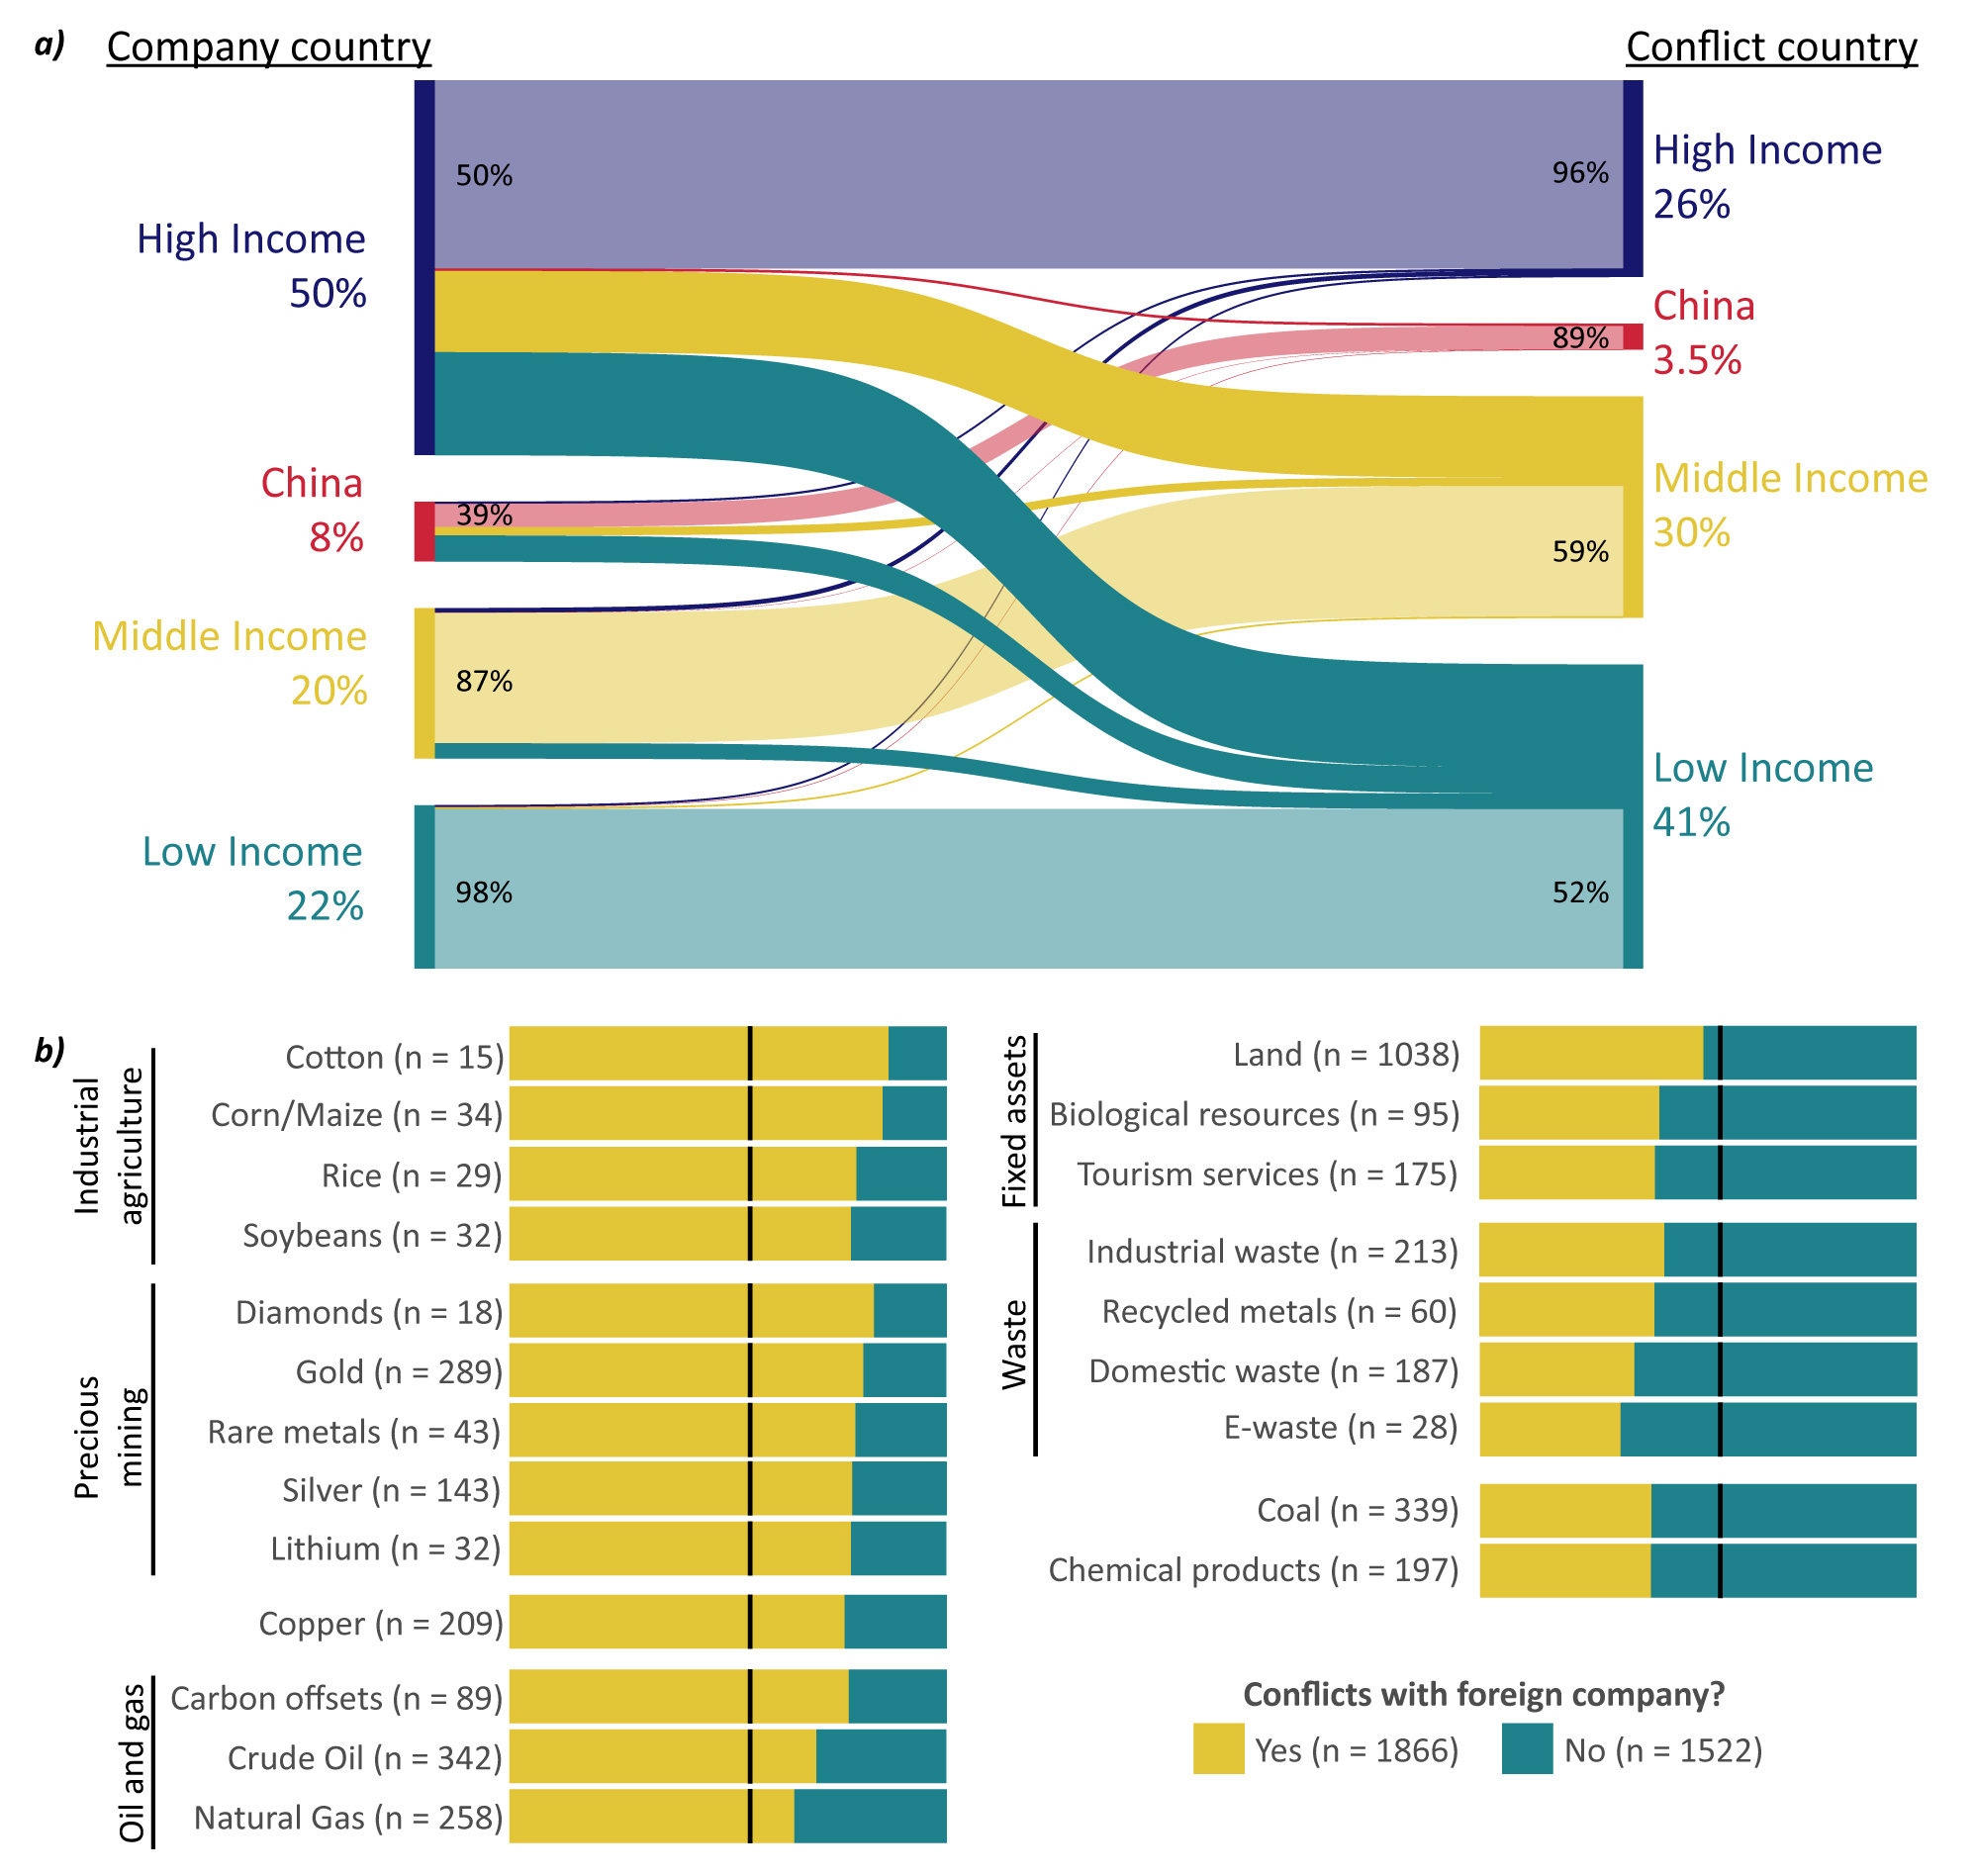 a)
Company country
Conflict country
50%
96%
High Income
26%
High Income
50%
China
3.5%
89%
China
8%
39%
Middle Income
30%
59%
Middle Income
20%
87%
Low Income
41%
Low Income
22%
98%
52%
b)
Industrial
agriculture
Cotton (n = 15)
Corn/Maize (n = 34)
Rice (n = 29)
Soybeans (n = 32)
Precious
mining
Diamonds (n = 18)
Gold (n = 289)
Rare metals (n = 43)
Silver (n = 143)
Lithium (n = 32)
Copper (n = 209)
Oil and gas
Carbon offsets (n = 89)
Crude Oil (n = 342)
Natural Gas (n = 258)
Fixed assets
Land (n = 1038)
Biological resources (n = 95)
Tourism services (n = 175)
Waste
Industrial waste (n = 213)
Recycled metals (n = 60)
Domestic waste (n = 187)
E-waste (n = 28)
Coal (n = 339)
Chemical products (n = 197)
Conflicts with foreign company?
Yes (n = 1866)
No (n = 1522)